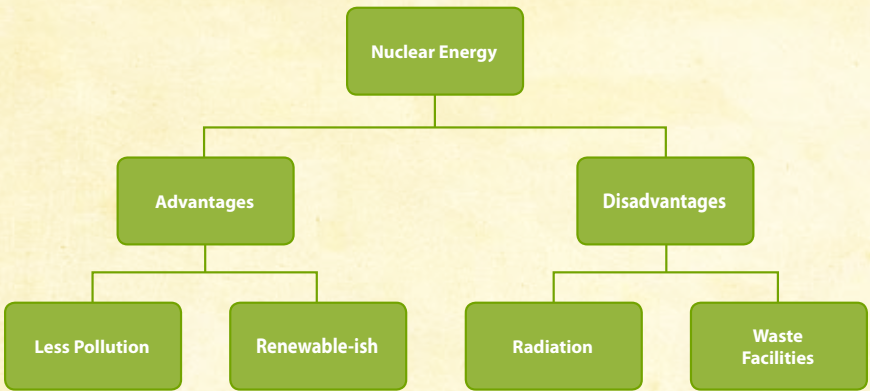 Nuclear Energy
Advantages
Disadvantages
Less Pollution
Renewable-ish
Radiation
Waste
Facilities